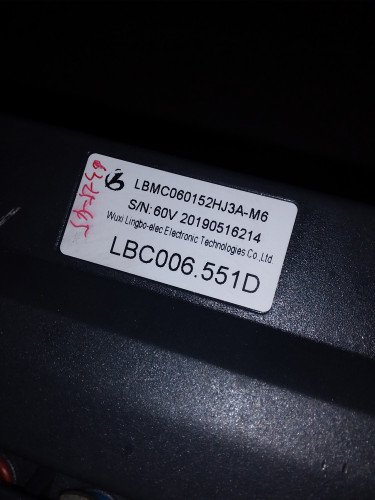 LBMC060152HJ3A-M6
S/N: 60V 20190516214
Wuxi Lingbo-elec Electronic Technologies Co.,Ltd
LBC006.551D